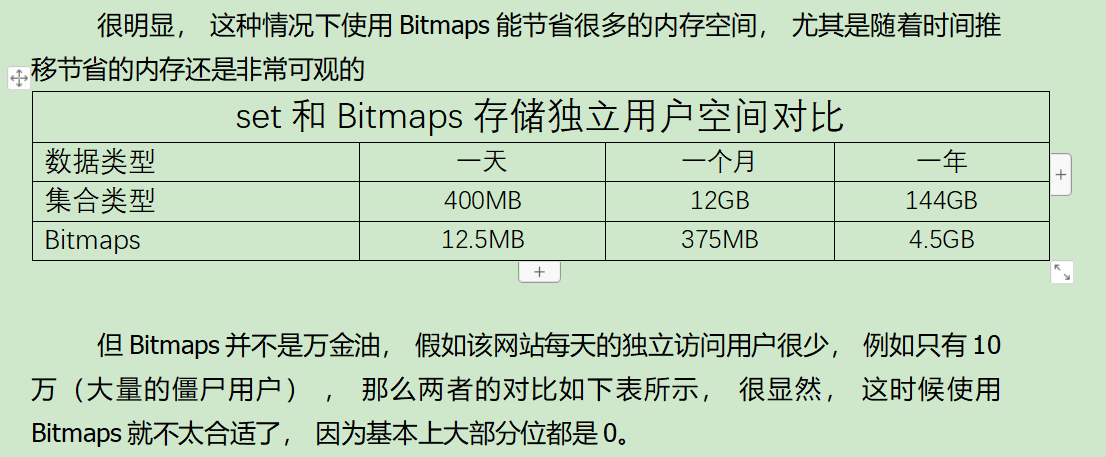 很明显， 这种情况下使用 Bitmaps 能节省很多的内存空间， 尤其是随着时间推
移节省的内存还是非常可观的
set 和 Bitmaps 存储独立用户空间对比
数据类型 一天 一个月 一年
集合类型 400MB 12GB 144GB
Bitmaps 12.5MB 375MB 4.5GB
但 Bitmaps 并不是万金油， 假如该网站每天的独立访问用户很少， 例如只有 10
万（大量的僵尸用户） ， 那么两者的对比如下表所示， 很显然， 这时候使用
Bitmaps 就不太合适了， 因为基本上大部分位都是 0。